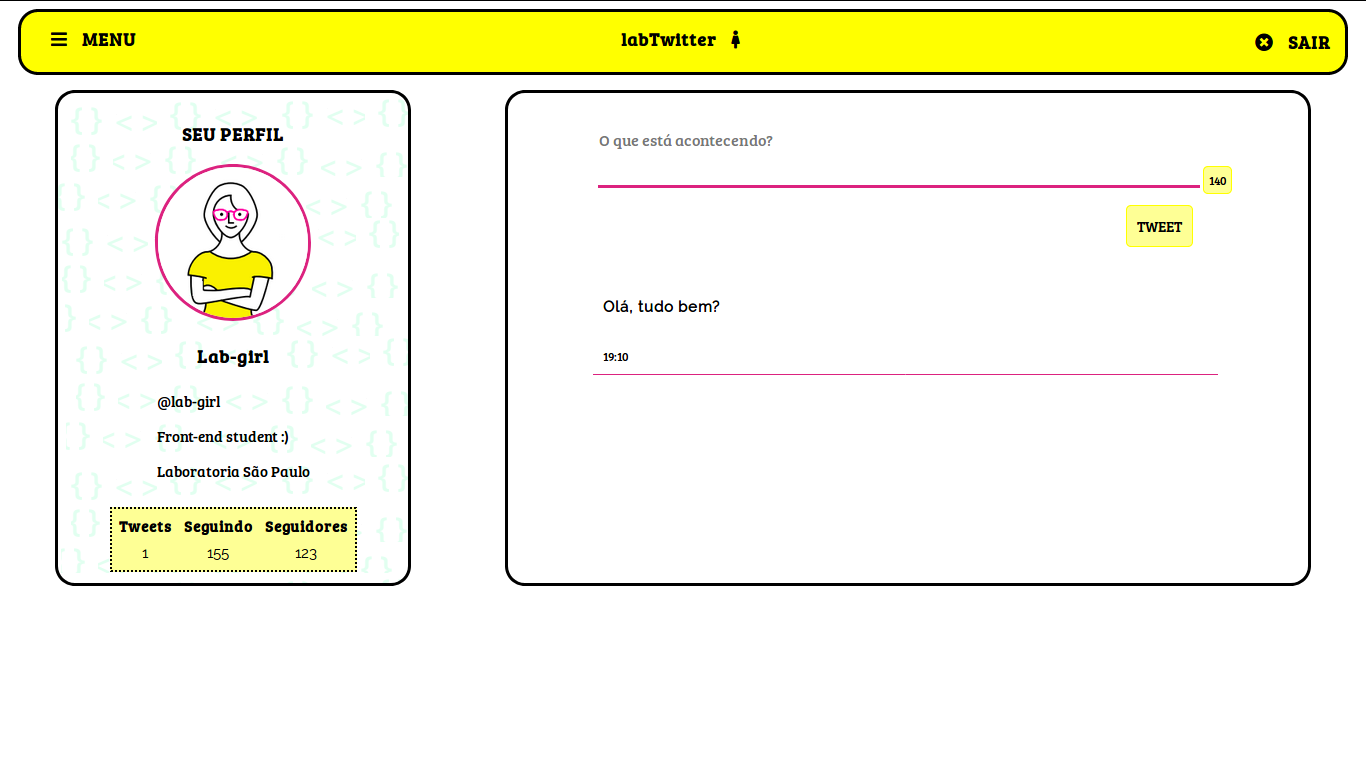 MENU
labTwitter
SAIR
SEU PERFIL
Lab-girl
@lab-girl
Front-end student :)
Laboratoria São Paulo
Tweets Seguindo Seguidores
1 155 123
O que está acontecendo?
140
TWEET
Olá, tudo bem?
19:10